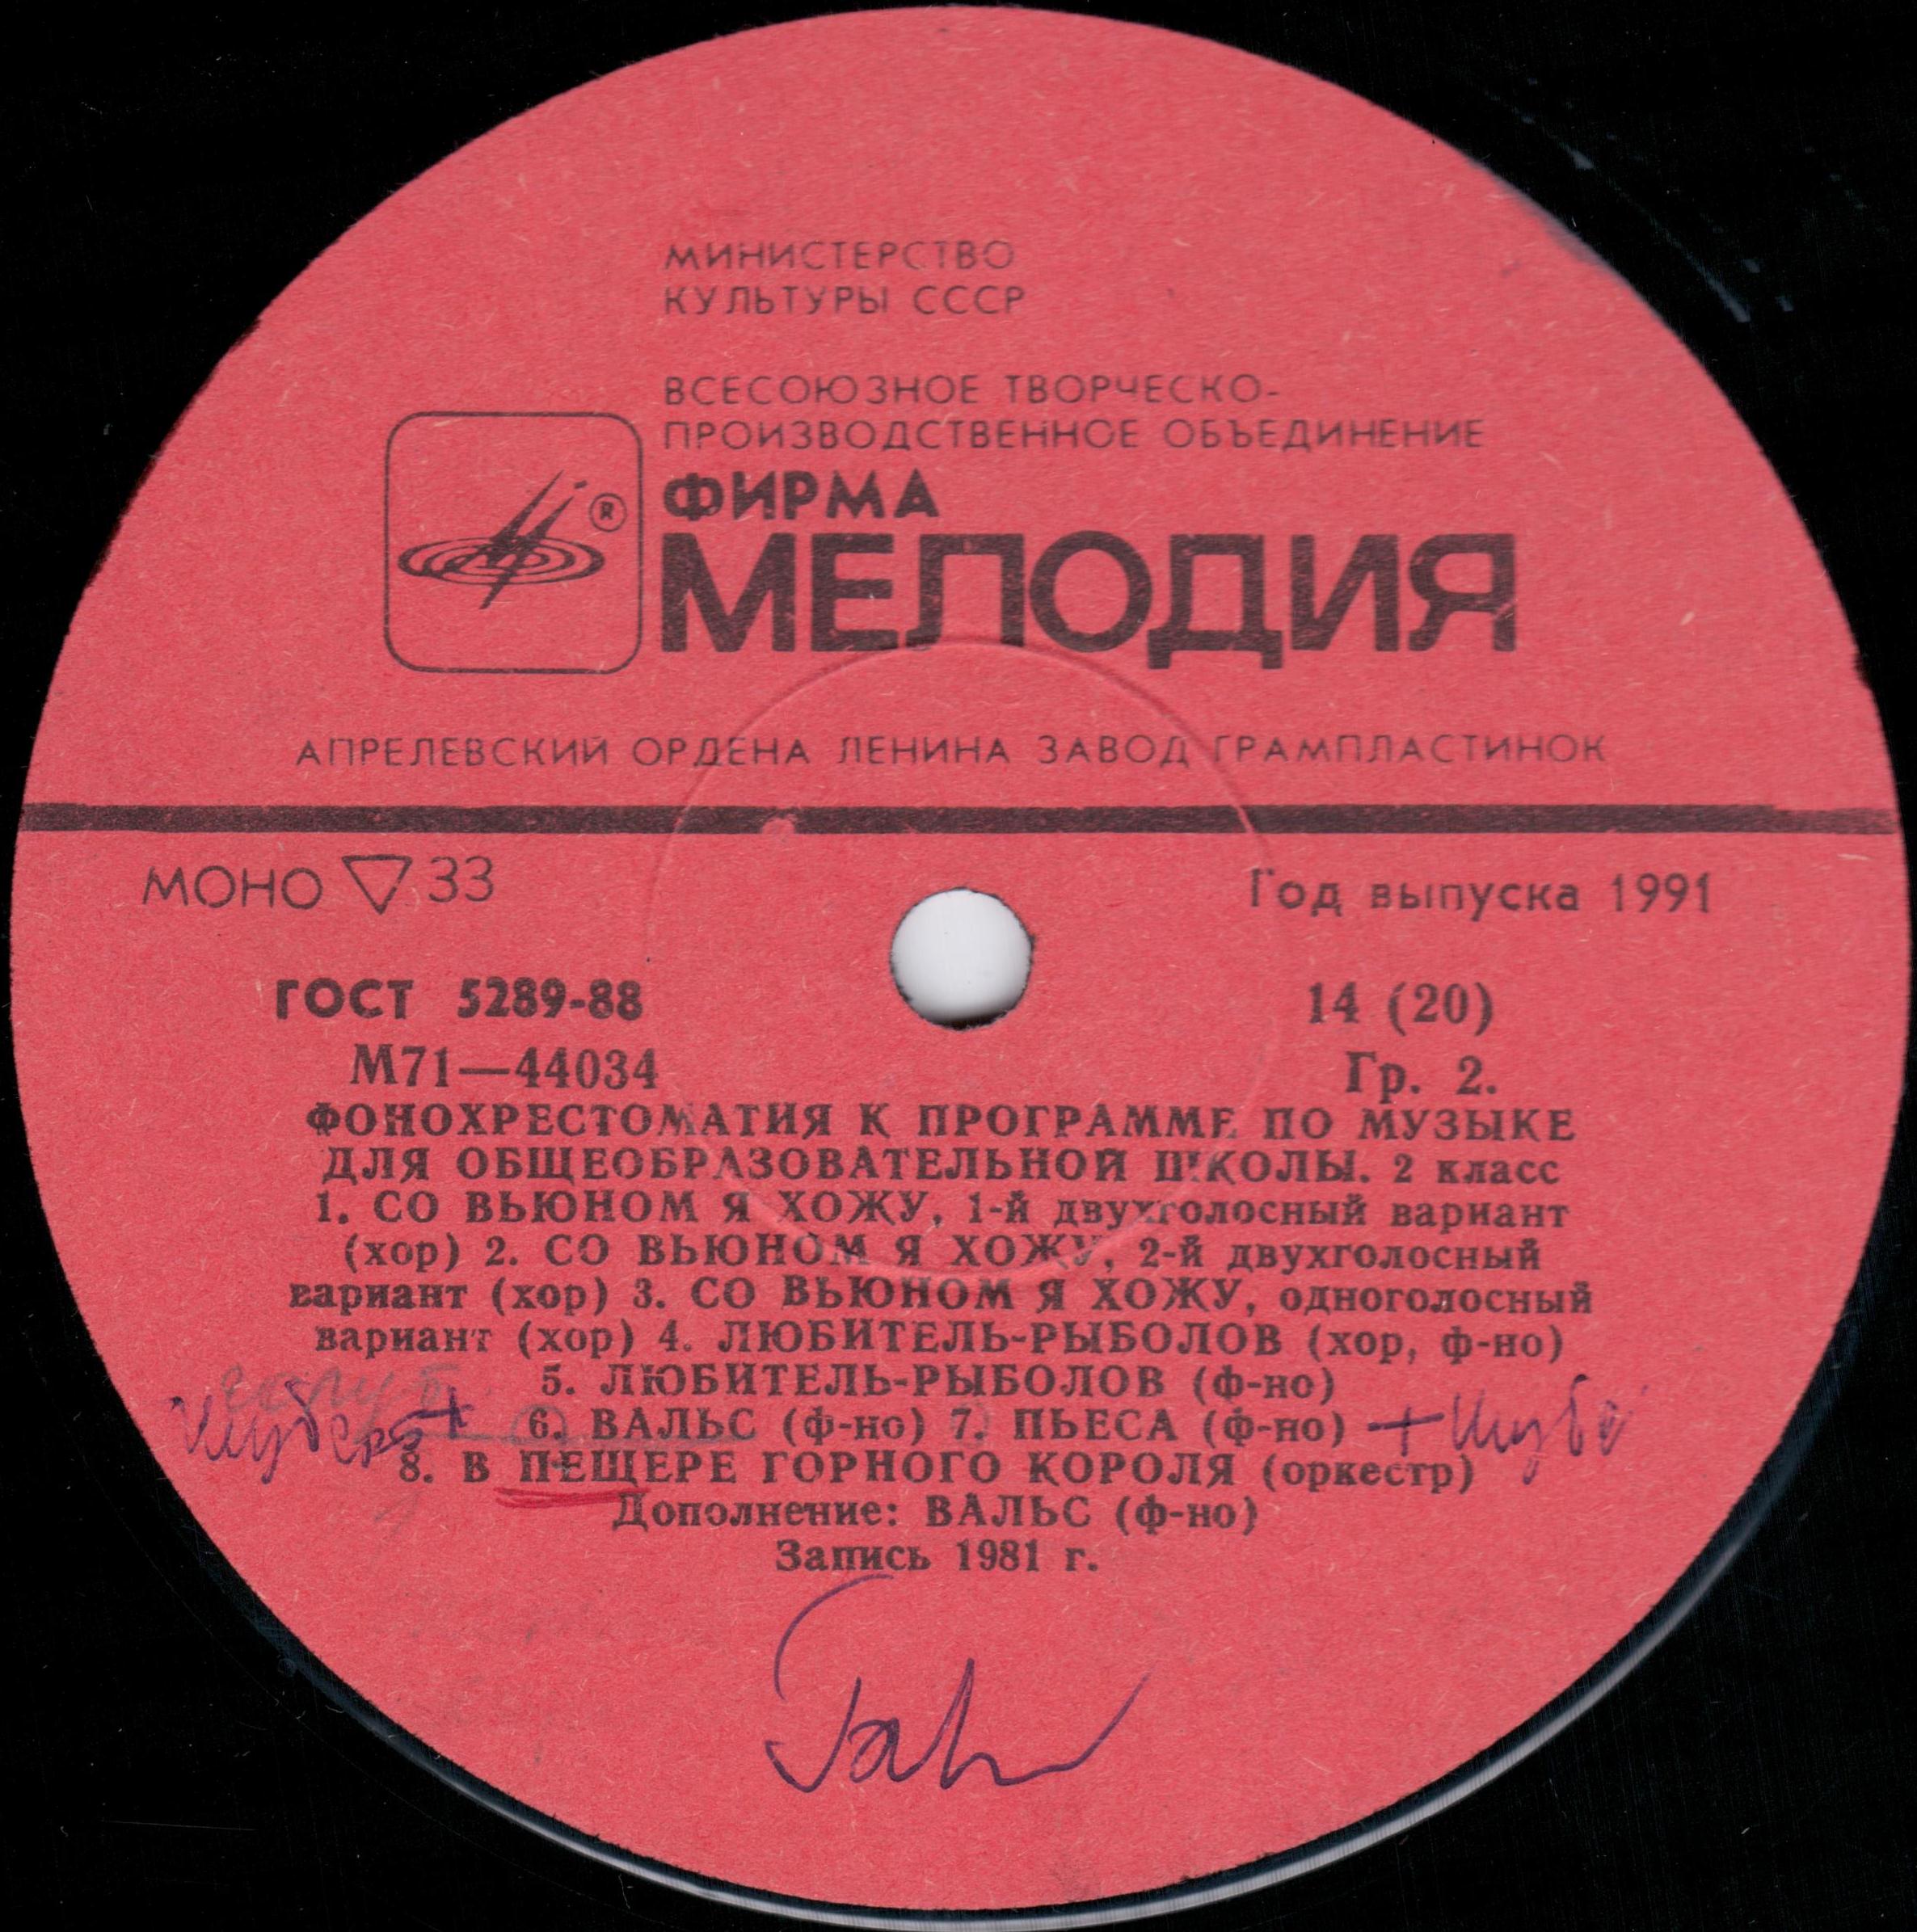 МИНИСТЕРСТВО
КУЛЬТУРЫ СССР
ВСЕСОЮЗНОЕ ТВОРЧЕСКО-
ПРОИЗВОДСТВЕННОЕ ОБЪЕДИНЕНИЕ
®
ФИРМА
МЕЛОДИЯ
АПРЕЛЕВСКИЙ ОРДЕНА ЛЕНИНА ЗАВОД ГРАМПЛАСТИНОК
МОНО ▽ 33
Год выпуска 1991
ГОСТ 5289-88
14 (20)
М71—44034
Гр. 2.
ФОНОХРЕСТОМАТИЯ К ПРОГРАММЕ ПО МУЗЫКЕ
ДЛЯ ОБЩЕОБРАЗОВАТЕЛЬНОЙ ШКОЛЫ. 2 класс
1. СО ВЬЮНОМ Я ХОЖУ, 1-й двухголосный вариант
(хор) 2. СО ВЬЮНОМ Я ХОЖУ, 2-й двухголосный
вариант (хор) 3. СО ВЬЮНОМ Я ХОЖУ, одноголосный
вариант (хор) 4. ЛЮБИТЕЛЬ-РЫБОЛОВ (хор, ф-но)
5. ЛЮБИТЕЛЬ-РЫБОЛОВ (ф-но)
6. ВАЛЬС (ф-но) 7. ПЬЕСА (ф-но) +
8. В ПЕЩЕРЕ ГОРНОГО КОРОЛЯ (оркестр)
Дополнение: ВАЛЬС (ф-но)
Запись 1981 г.